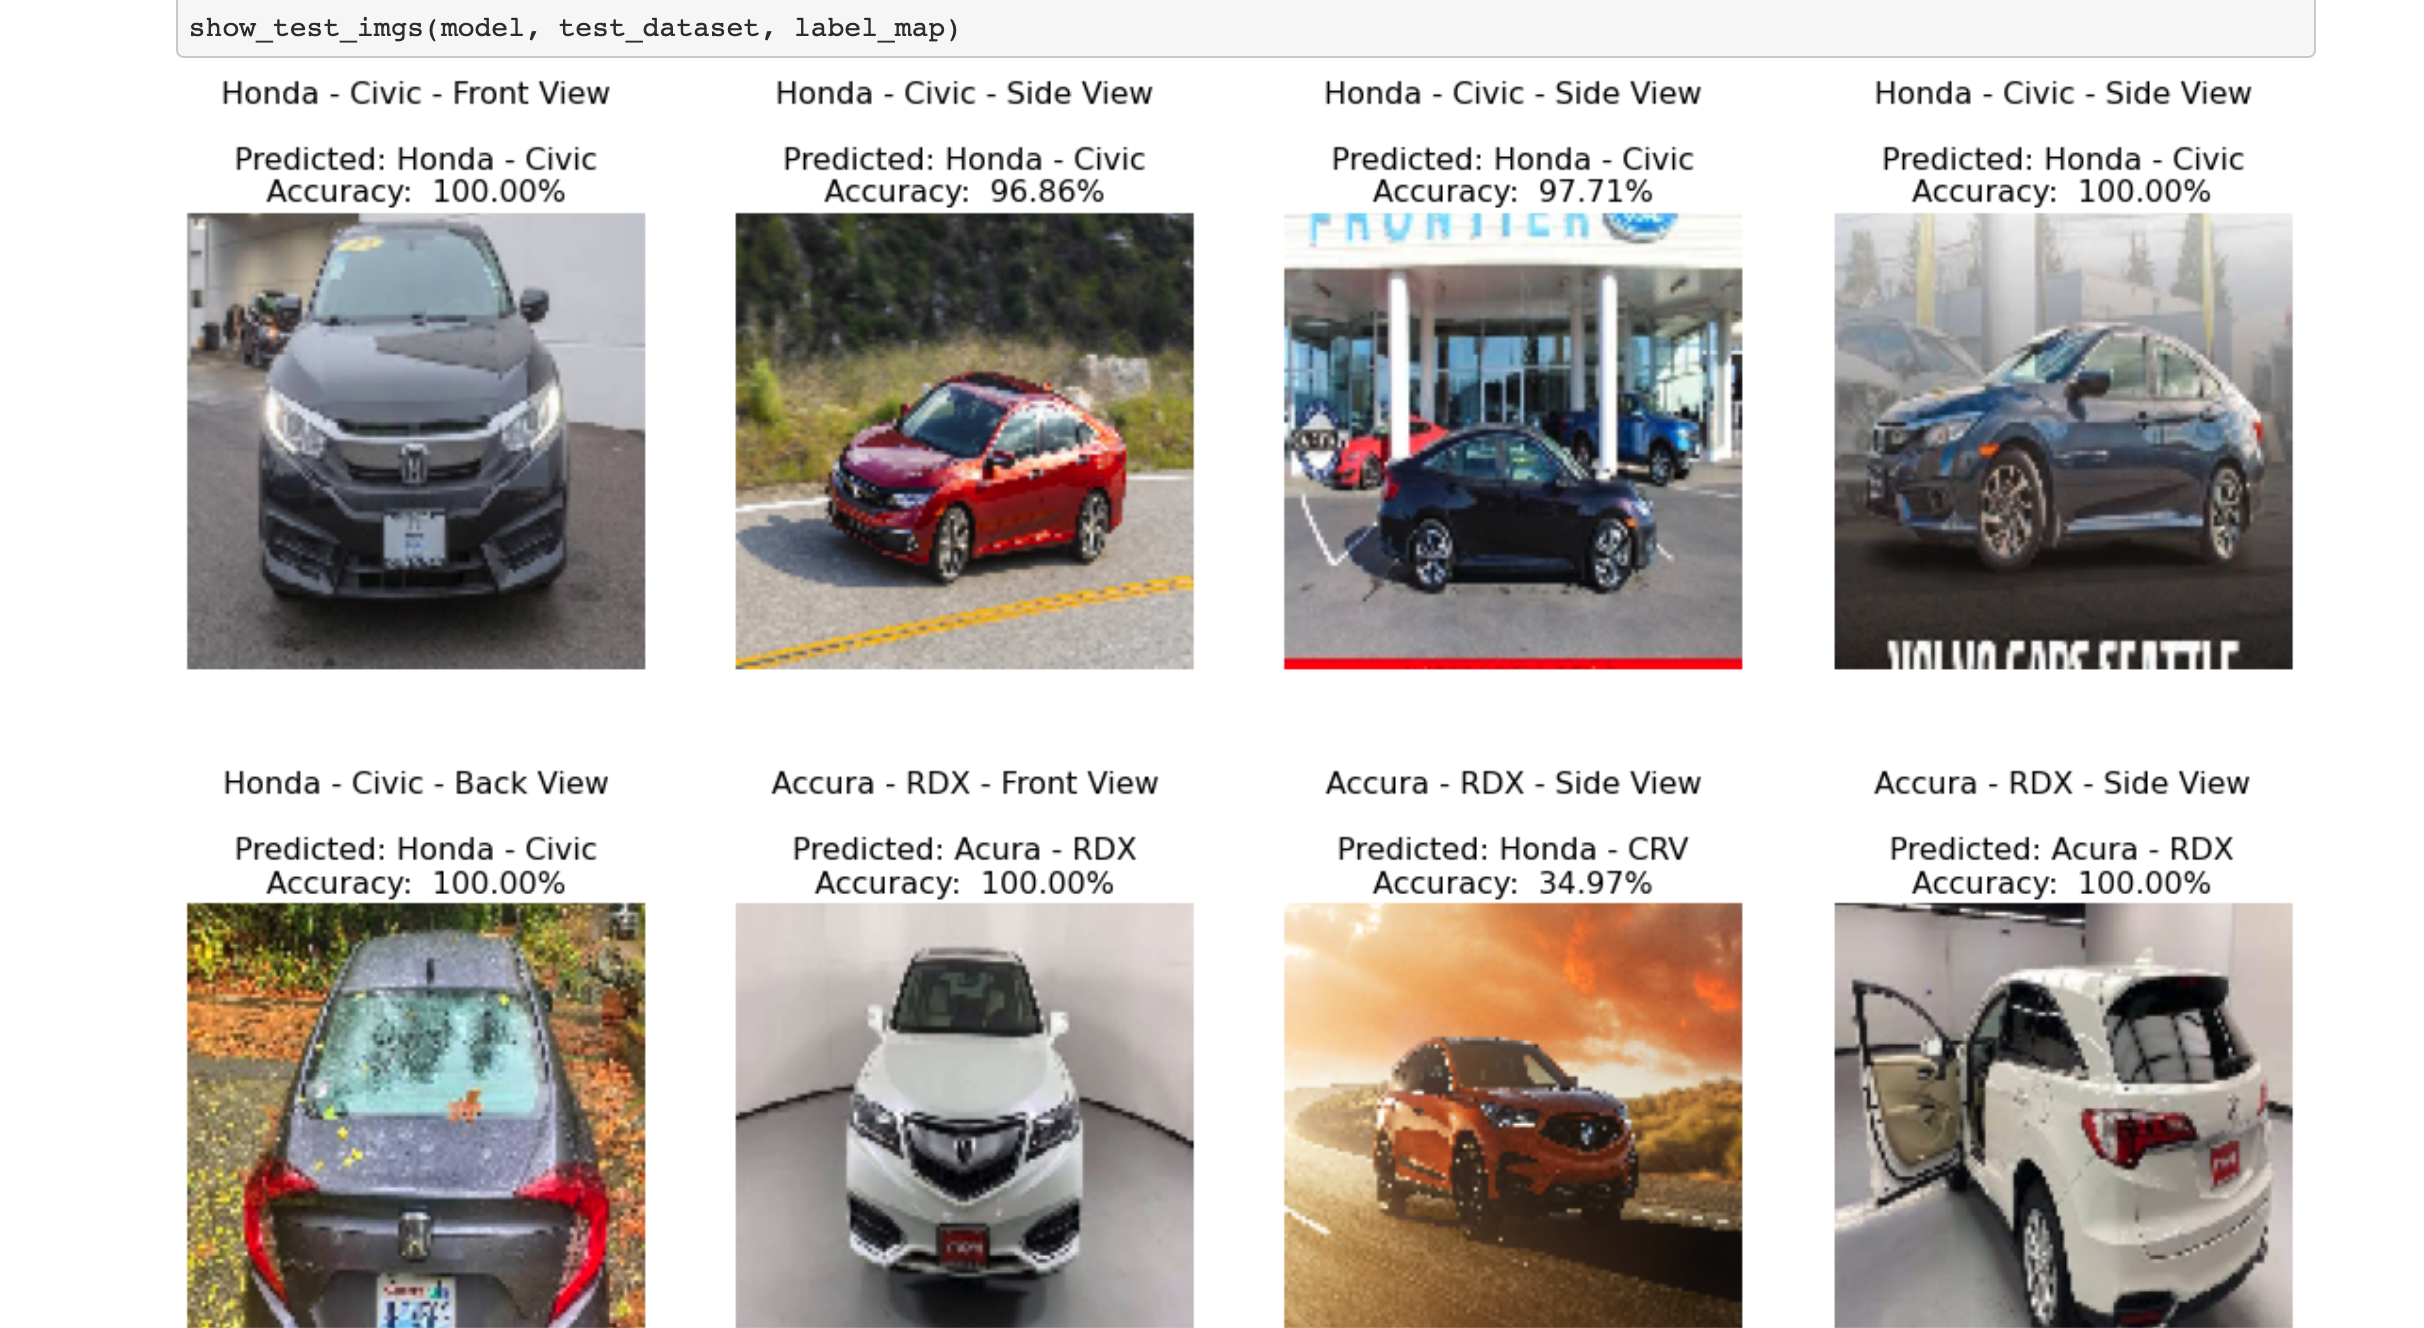 show_test_imgs(model, test_dataset, label_map)
Honda - Civic - Front View
Predicted: Honda - Civic
Accuracy:  100.00%
Honda - Civic - Side View
Predicted: Honda - Civic
Accuracy:  96.86%
Honda - Civic - Side View
Predicted: Honda - Civic
Accuracy:  97.71%
FRONTIER
Honda - Civic - Side View
Predicted: Honda - Civic
Accuracy:  100.00%
VOLVO CARS SEATTLE
Honda - Civic - Back View
Predicted: Honda - Civic
Accuracy:  100.00%
Accura - RDX - Front View
Predicted: Acura - RDX
Accuracy:  100.00%
Accura - RDX - Side View
Predicted: Honda - CRV
Accuracy:  34.97%
Accura - RDX - Side View
Predicted: Acura - RDX
Accuracy:  100.00%